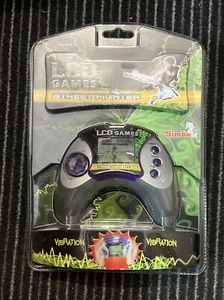 LCD
GAMES
STREETFIGHTER
LCD GAMES
Simba
VIBRATION
VIBRATION